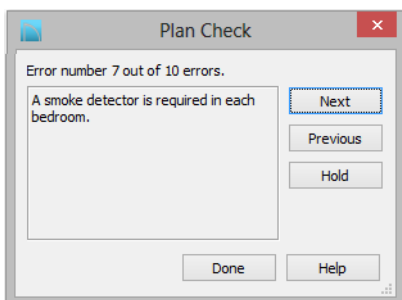 Plan Check
Error number 7 out of 10 errors.
A smoke detector is required in each
bedroom.
Next
Previous
Hold
Done
Help